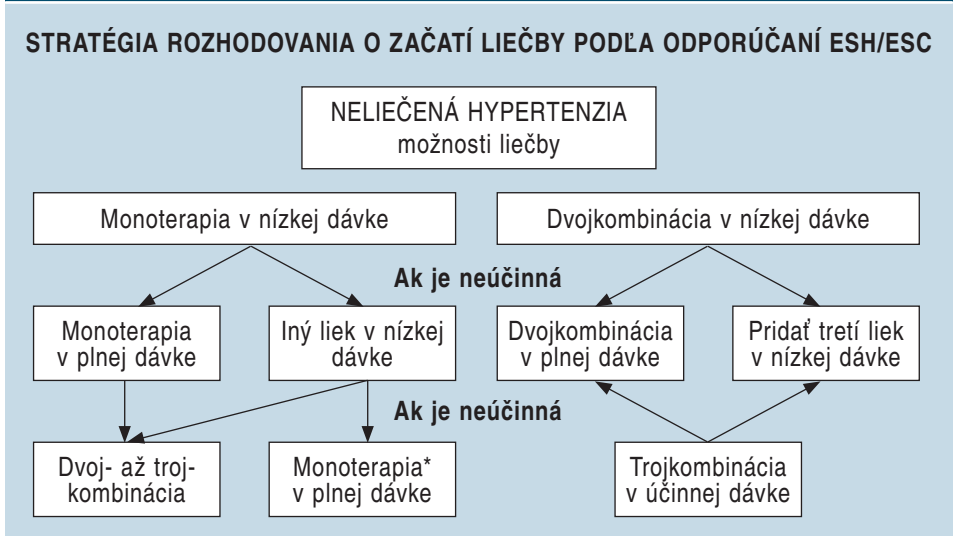 STRATÉGIA ROZHODOVANIA O ZAČATÍ LIEČBY PODĽA ODPORÚČANÍ ESH/ESC
NELIEČENÁ HYPERTENZIA
možnosti liečby
Monoterapia v nízkej dávke
Dvojkombinácia v nízkej dávke
Ak je neúčinná
Monoterapia
v plnej dávke
Iný liek v nízkej
dávke
Dvojkombinácia
v plnej dávke
Pridať tretí liek
v nízkej dávke
Ak je neúčinná
Dvoj- až troj-
kombinácia
Monoterapia*
v plnej dávke
Trojkombinácia
v účinnej dávke